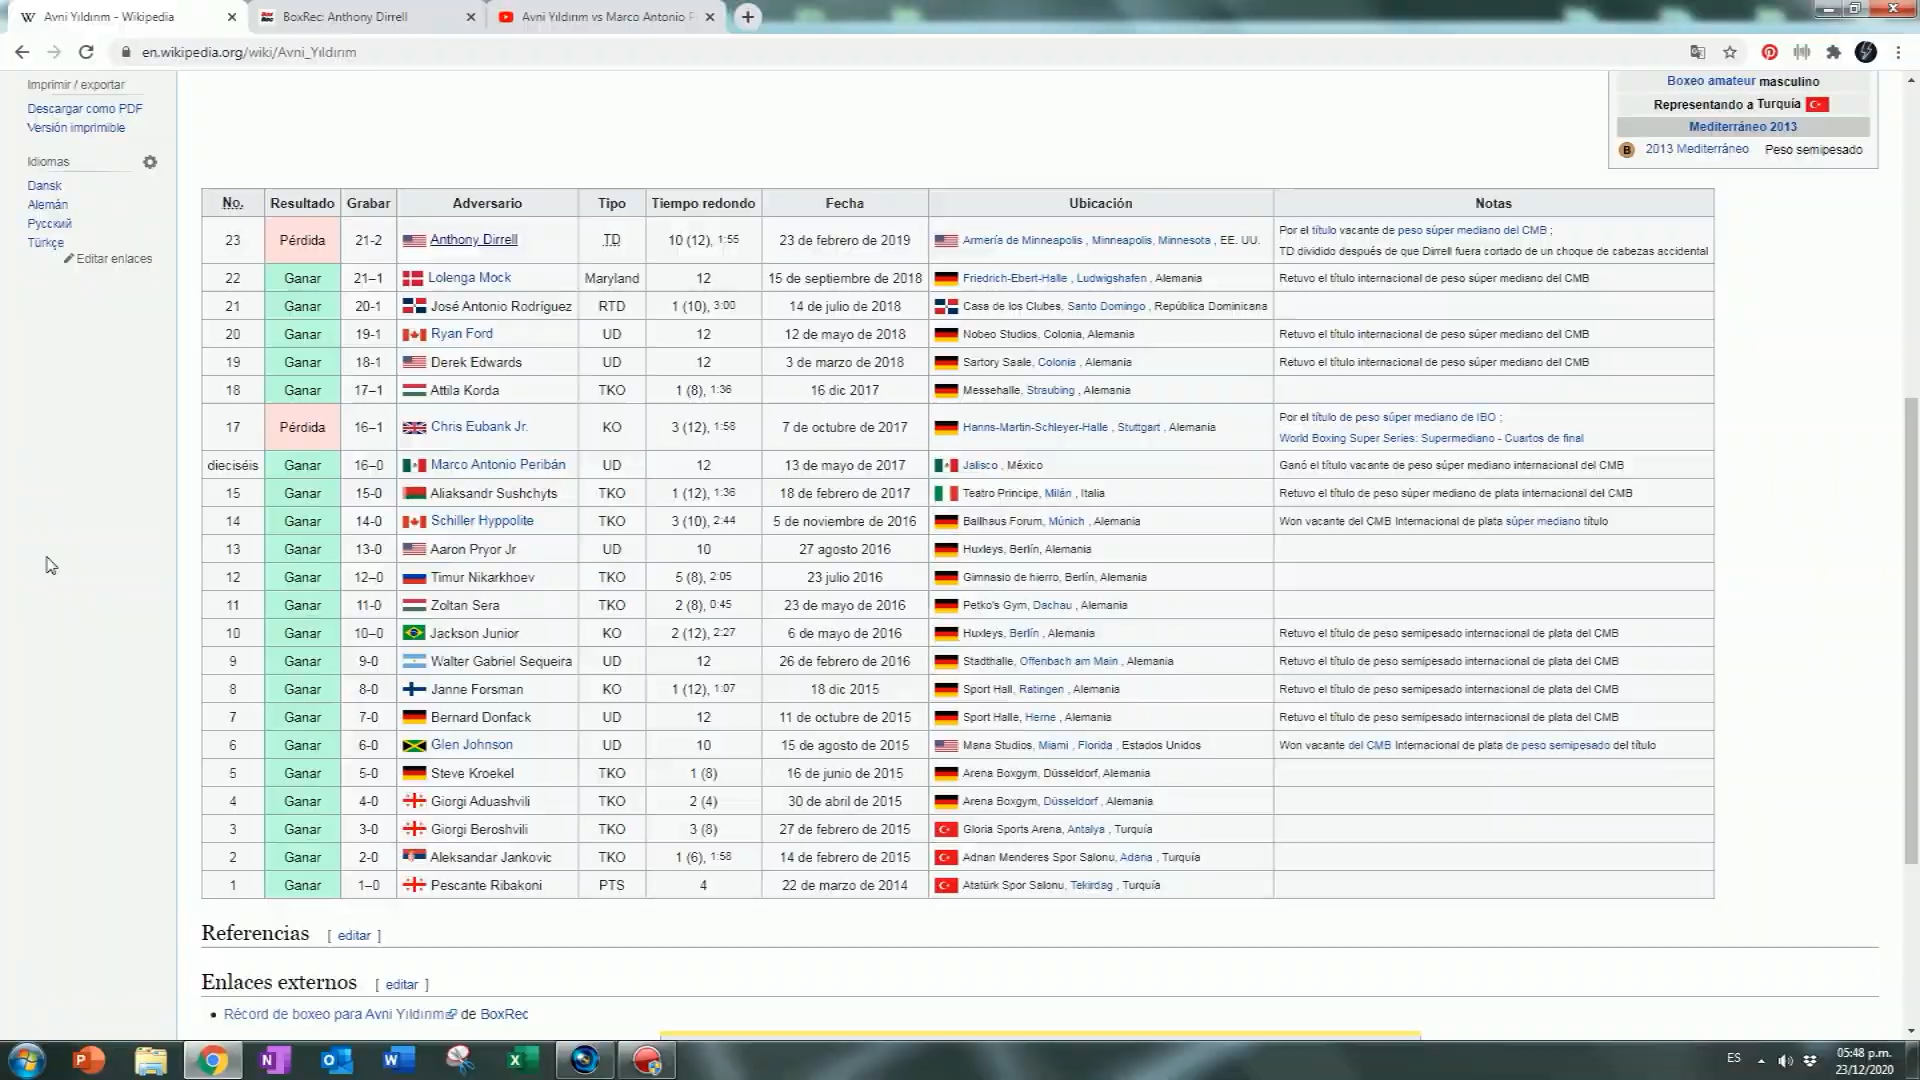 Avni Yıldırım - Wikipedia
BoxRec: Anthony Dirrell
Avni Yıldırım vs Marco Antonio
en.wikipedia.org/wiki/Avni_Yıldırım
Imprimir / exportar
Descargar como PDF
Versión imprimible
Idiomas
Dansk
Alemán
Русский
Türkçe
Editar enlaces
Boxeo amateur masculino
Representando a Turquía
Mediterráneo 2013
B 2013 Mediterráneo Peso semipesado
No. Resultado Grabar Adversario Tipo Tiempo redondo Fecha Ubicación Notas
23 Pérdida 21-2 Anthony Dirrell TD 10 (12), 1:55 23 de febrero de 2019 Armería de Minneapolis , Minneapolis, Minnesota , EE. UU. Por el título vacante de peso súper mediano del CMB ;
TD dividido después de que Dirrell fuera cortado de un choque de cabezas accidental
22 Ganar 21–1 Lolenga Mock Maryland 12 15 de septiembre de 2018 Friedrich-Ebert-Halle , Ludwigshafen , Alemania Retuvo el título internacional de peso súper mediano del CMB
21 Ganar 20-1 José Antonio Rodríguez RTD 1 (10), 3:00 14 de julio de 2018 Casa de los Clubes, Santo Domingo , República Dominicana
20 Ganar 19-1 Ryan Ford UD 12 12 de mayo de 2018 Nobeo Studios, Colonia, Alemania Retuvo el título internacional de peso súper mediano del CMB
19 Ganar 18-1 Derek Edwards UD 12 3 de marzo de 2018 Sartory Saale, Colonia , Alemania Retuvo el título internacional de peso súper mediano del CMB
18 Ganar 17–1 Attila Korda TKO 1 (8), 1:36 16 dic 2017 Messehalle, Straubing , Alemania
17 Pérdida 16–1 Chris Eubank Jr. KO 3 (12), 1:58 7 de octubre de 2017 Hanns-Martin-Schleyer-Halle , Stuttgart , Alemania Por el título de peso súper mediano de IBO ;
World Boxing Super Series: Supermediano - Cuartos de final
dieciséis Ganar 16–0 Marco Antonio Peribán UD 12 13 de mayo de 2017 Jalisco , México Ganó el título vacante de peso súper mediano internacional del CMB
15 Ganar 15-0 Aliaksandr Sushchyts TKO 1 (12), 1:36 18 de febrero de 2017 Teatro Principe, Milán , Italia Retuvo el título de peso súper mediano de plata internacional del CMB
14 Ganar 14-0 Schiller Hyppolite TKO 3 (10), 2:44 5 de noviembre de 2016 Ballhaus Forum, Múnich , Alemania Won vacante del CMB Internacional de plata súper mediano título
13 Ganar 13-0 Aaron Pryor Jr UD 10 27 agosto 2016 Huxleys, Berlín, Alemania
12 Ganar 12–0 Timur Nikarkhoev TKO 5 (8), 2:05 23 julio 2016 Gimnasio de hierro, Berlín, Alemania
11 Ganar 11-0 Zoltan Sera TKO 2 (8), 0:45 23 de mayo de 2016 Petko's Gym, Dachau , Alemania
10 Ganar 10–0 Jackson Junior KO 2 (12), 2:27 6 de mayo de 2016 Huxleys, Berlín , Alemania Retuvo el título de peso semipesado internacional de plata del CMB
9 Ganar 9-0 Walter Gabriel Sequeira UD 12 26 de febrero de 2016 Stadthalle, Offenbach am Main , Alemania Retuvo el título de peso semipesado internacional de plata del CMB
8 Ganar 8-0 Janne Forsman KO 1 (12), 1:07 18 dic 2015 Sport Hall, Ratingen , Alemania Retuvo el título de peso semipesado internacional de plata del CMB
7 Ganar 7-0 Bernard Donfack UD 12 11 de octubre de 2015 Sport Halle, Herne , Alemania Retuvo el título de peso semipesado internacional de plata del CMB
6 Ganar 6-0 Glen Johnson UD 10 15 de agosto de 2015 Mana Studios, Miami , Florida , Estados Unidos Won vacante del CMB Internacional de plata de peso semipesado del título
5 Ganar 5-0 Steve Kroekel TKO 1 (8) 16 de junio de 2015 Arena Boxgym, Düsseldorf, Alemania
4 Ganar 4-0 Giorgi Aduashvili TKO 2 (4) 30 de abril de 2015 Arena Boxgym, Düsseldorf , Alemania
3 Ganar 3-0 Giorgi Beroshvili TKO 3 (8) 27 de febrero de 2015 Gloria Sports Arena, Antalya , Turquía
2 Ganar 2-0 Aleksandar Jankovic TKO 1 (6), 1:58 14 de febrero de 2015 Adnan Menderes Spor Salonu, Adana , Turquía
1 Ganar 1–0 Pescante Ribakoni PTS 4 22 de marzo de 2014 Atatürk Spor Salonu, Tekirdag , Turquía
Referencias [ editar ]
Enlaces externos [ editar ]
• Récord de boxeo para Avni Yıldırım de BoxRec
ES
05:48 p.m.
23/12/2020